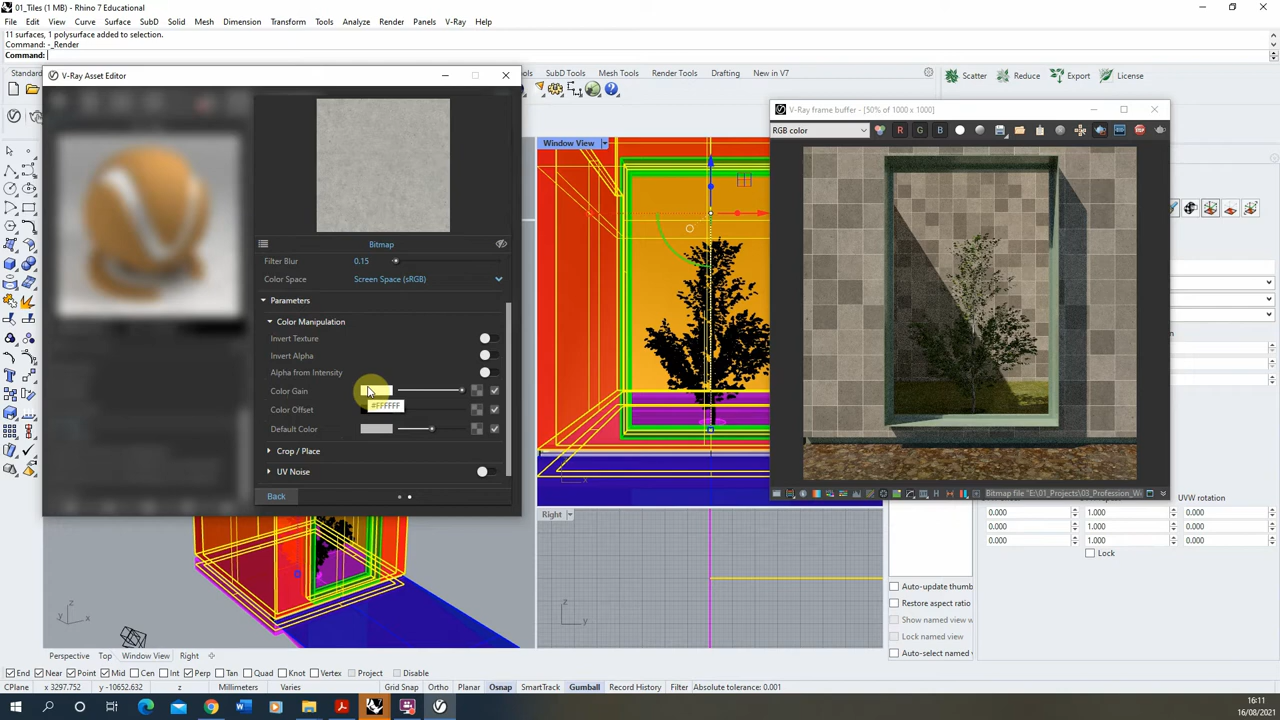 01_Tiles (1 MB) - Rhino 7 Educational
File Edit View Curve Surface SubD Solid Mesh Dimension Transform Tools Analyze Render Panels V-Ray Help
11 surfaces, 1 polysurface added to selection.
Command: -_Render
Command:
Standard
Tools SubD Tools Mesh Tools Render Tools Drafting New in V7
Scatter Reduce Export License
V-Ray Asset Editor
V-Ray frame buffer - [50% of 1000 x 1000]
RGB color
R G B
Window View
Bitmap
Filter Blur 0.15
Color Space Screen Space (sRGB)
Parameters
Color Manipulation
Invert Texture
Invert Alpha
Alpha from Intensity
Color Gain
#FFFFFF
Color Offset
Default Color
Crop / Place
UV Noise
Back
Bitmap file "E:\01_Projects\03_Profession_W
UVW rotation
0.000 1.000 0.000
0.000 1.000 0.000
0.000 1.000 0.000
Lock
Right
z
y
z
y x
Auto-update thumb
Restore aspect ratio
Show named view w
Lock named view
Auto-select named v
Perspective Top Window View Right
End Near Point Mid Cen Int Perp Tan Quad Knot Vertex Project Disable
CPlane x 3297.752 y -10652.632 z Millimeters Varies Grid Snap Ortho Planar Osnap SmartTrack Gumball Record History Filter Absolute tolerance: 0.001
16:11
16/08/2021